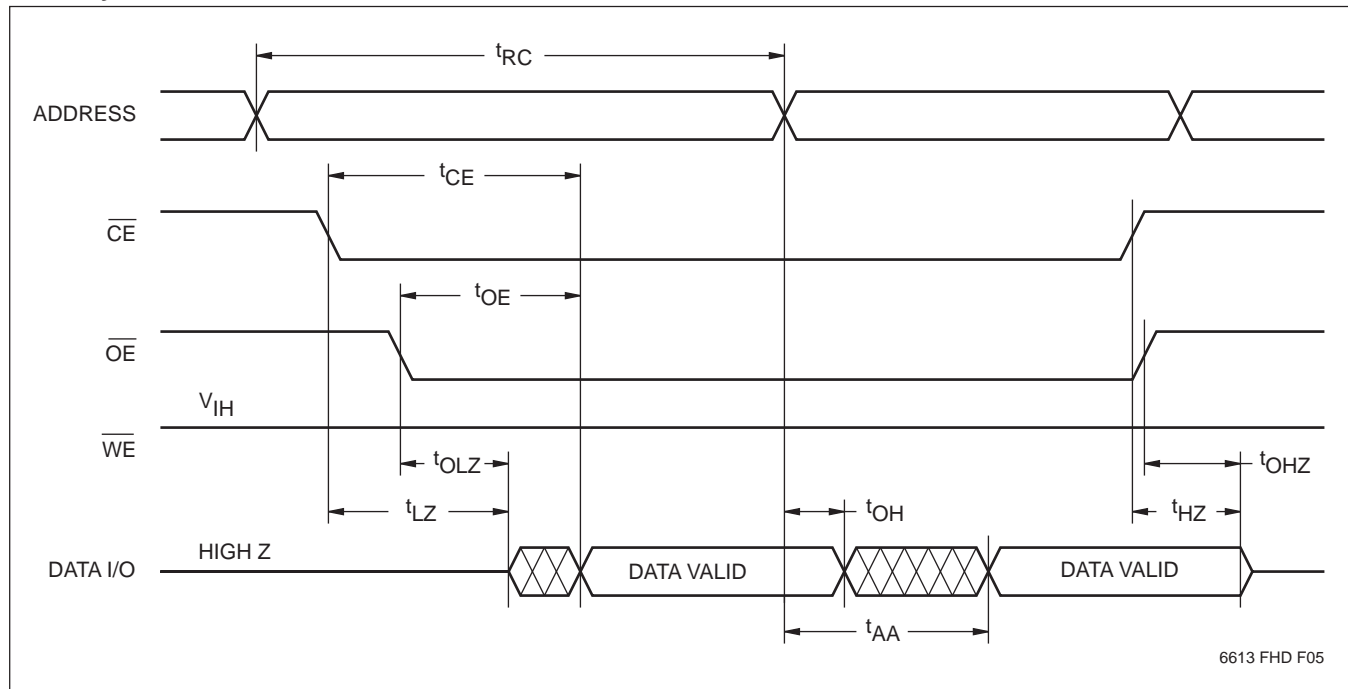 tRC
ADDRESS
tCE
CE
tOE
OE
VIH
WE
tOLZ
tOHZ
tLZ
tOH
tHZ
HIGH Z
DATA I/O
DATA VALID
DATA VALID
tAA
6613 FHD F05